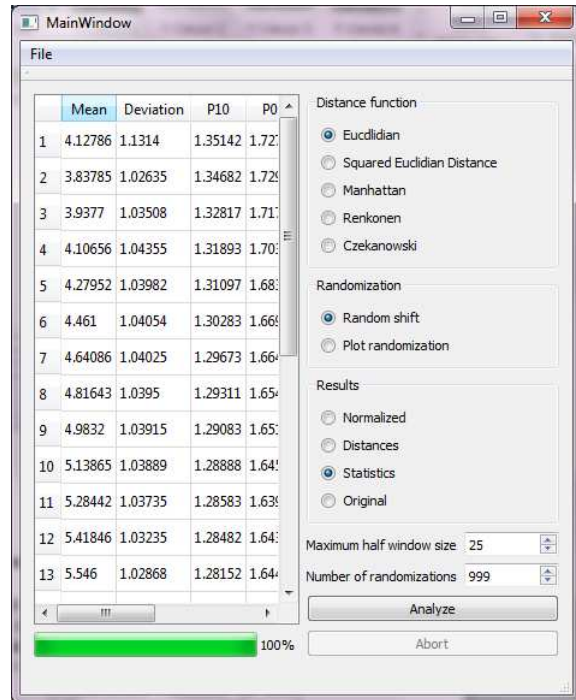 MainWindow
File
Mean Deviation P10
1 4.12786 1.1314 1.35142
2 3.83785 1.02635 1.34682
3 3.9377 1.03508 1.32817
4 4.10656 1.04355 1.31893
5 4.27952 1.03982 1.31097
6 4.461 1.04054 1.30283
7 4.64086 1.04025 1.29673
8 4.81643 1.0395 1.29311
9 4.9832 1.03915 1.29083
10 5.13865 1.03889 1.28888
11 5.28442 1.03735 1.28583
12 5.41846 1.03235 1.28482
13 5.546 1.02868 1.28152
100%
Distance function
Eucdlidian
Squared Euclidian Distance
Manhattan
Renkonen
Czekanowski
Randomization
Random shift
Plot randomization
Results
Normalized
Distances
Statistics
Original
Maximum half window size 25
Number of randomizations 999
Analyze
Abort